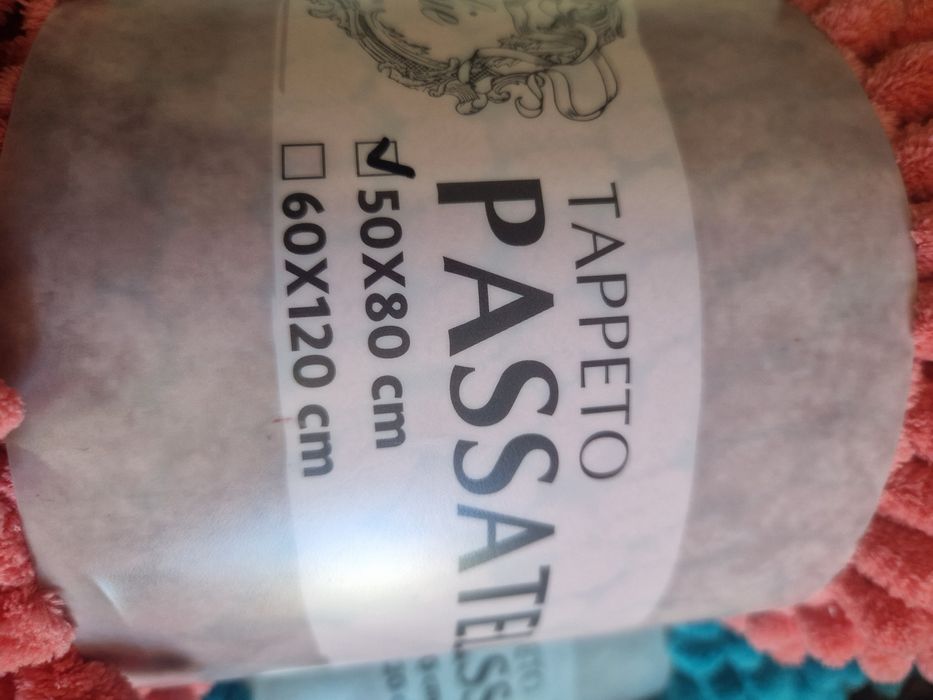 TAPPETO
PASSATE
50X80 cm
60X120 cm